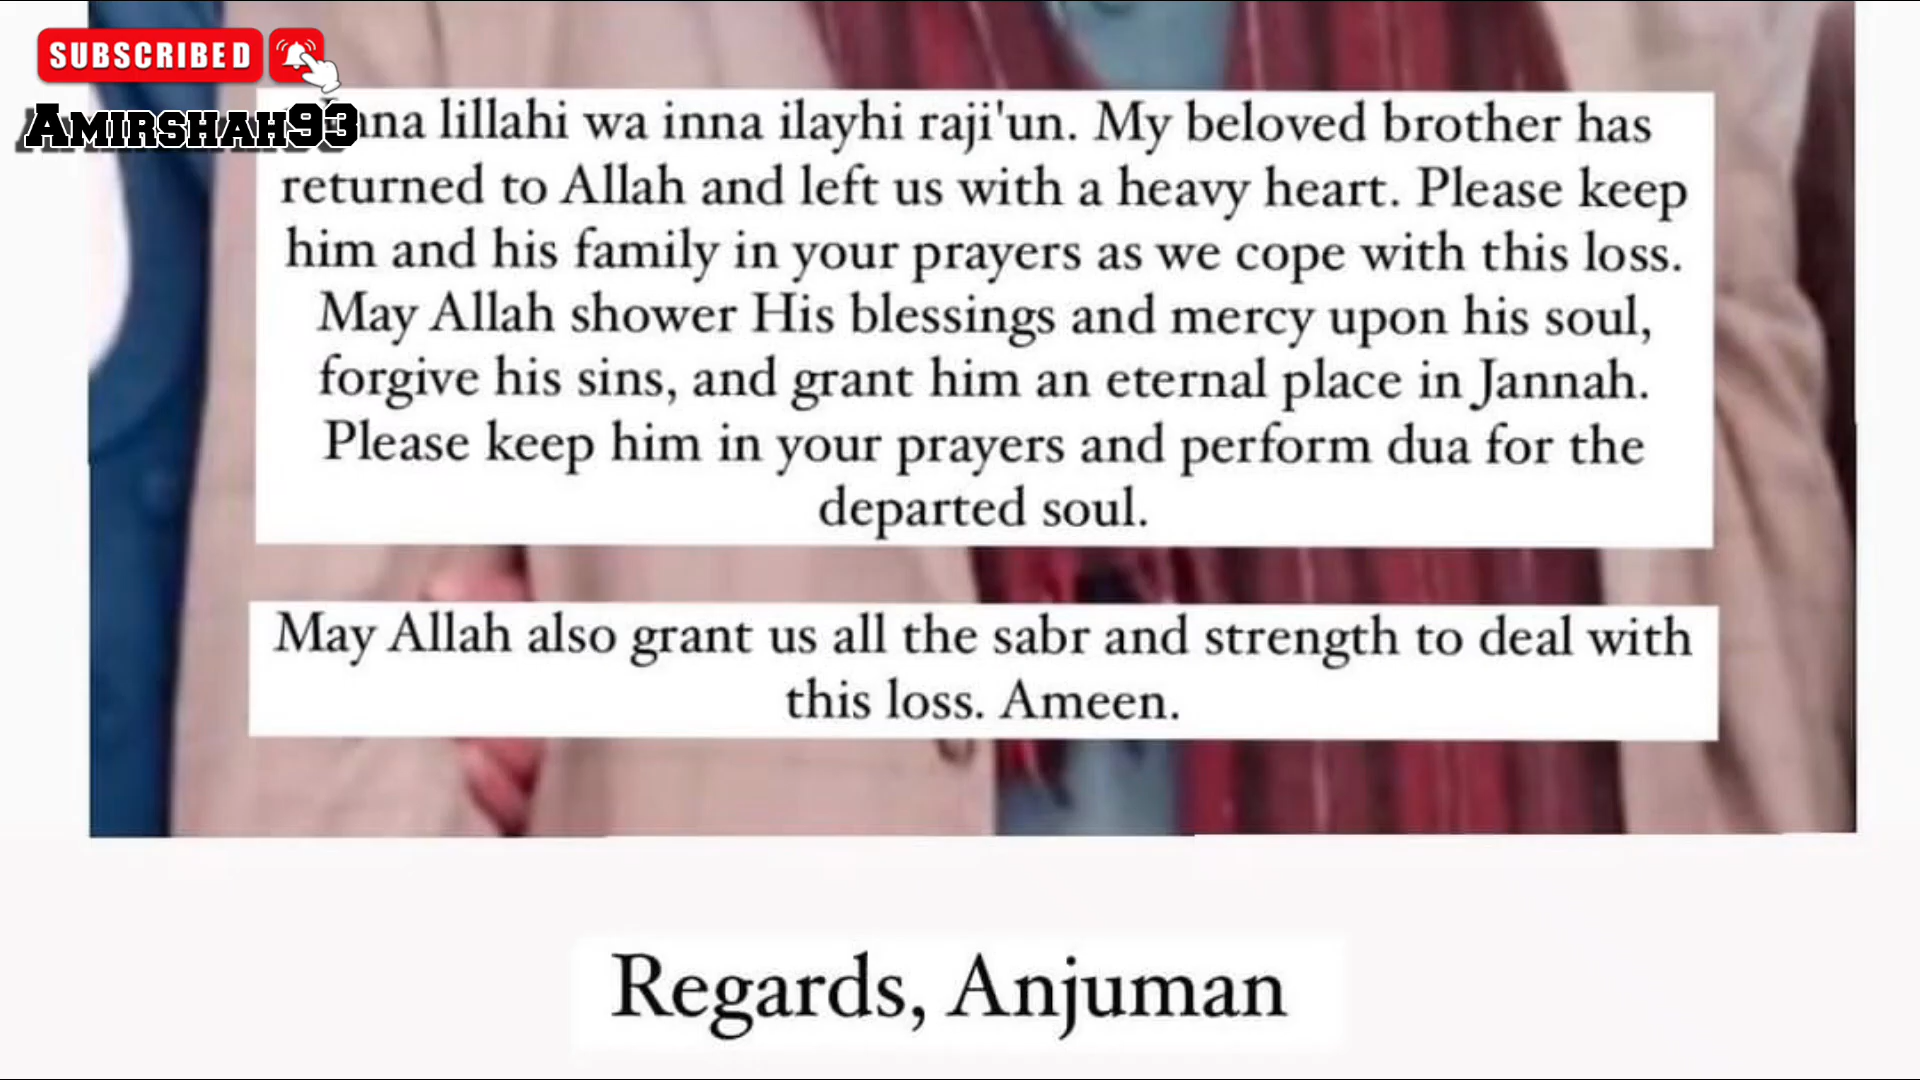 SUBSCRIBED
AMIRSHAH93
lillahi wa inna ilayhi raji'un. My beloved brother has
returned to Allah and left us with a heavy heart. Please keep
him and his family in your prayers as we cope with this loss.
May Allah shower His blessings and mercy upon his soul,
forgive his sins, and grant him an eternal place in Jannah.
Please keep him in your prayers and perform dua for the
departed soul.
May Allah also grant us all the sabr and strength to deal with
this loss. Ameen.
Regards, Anjuman